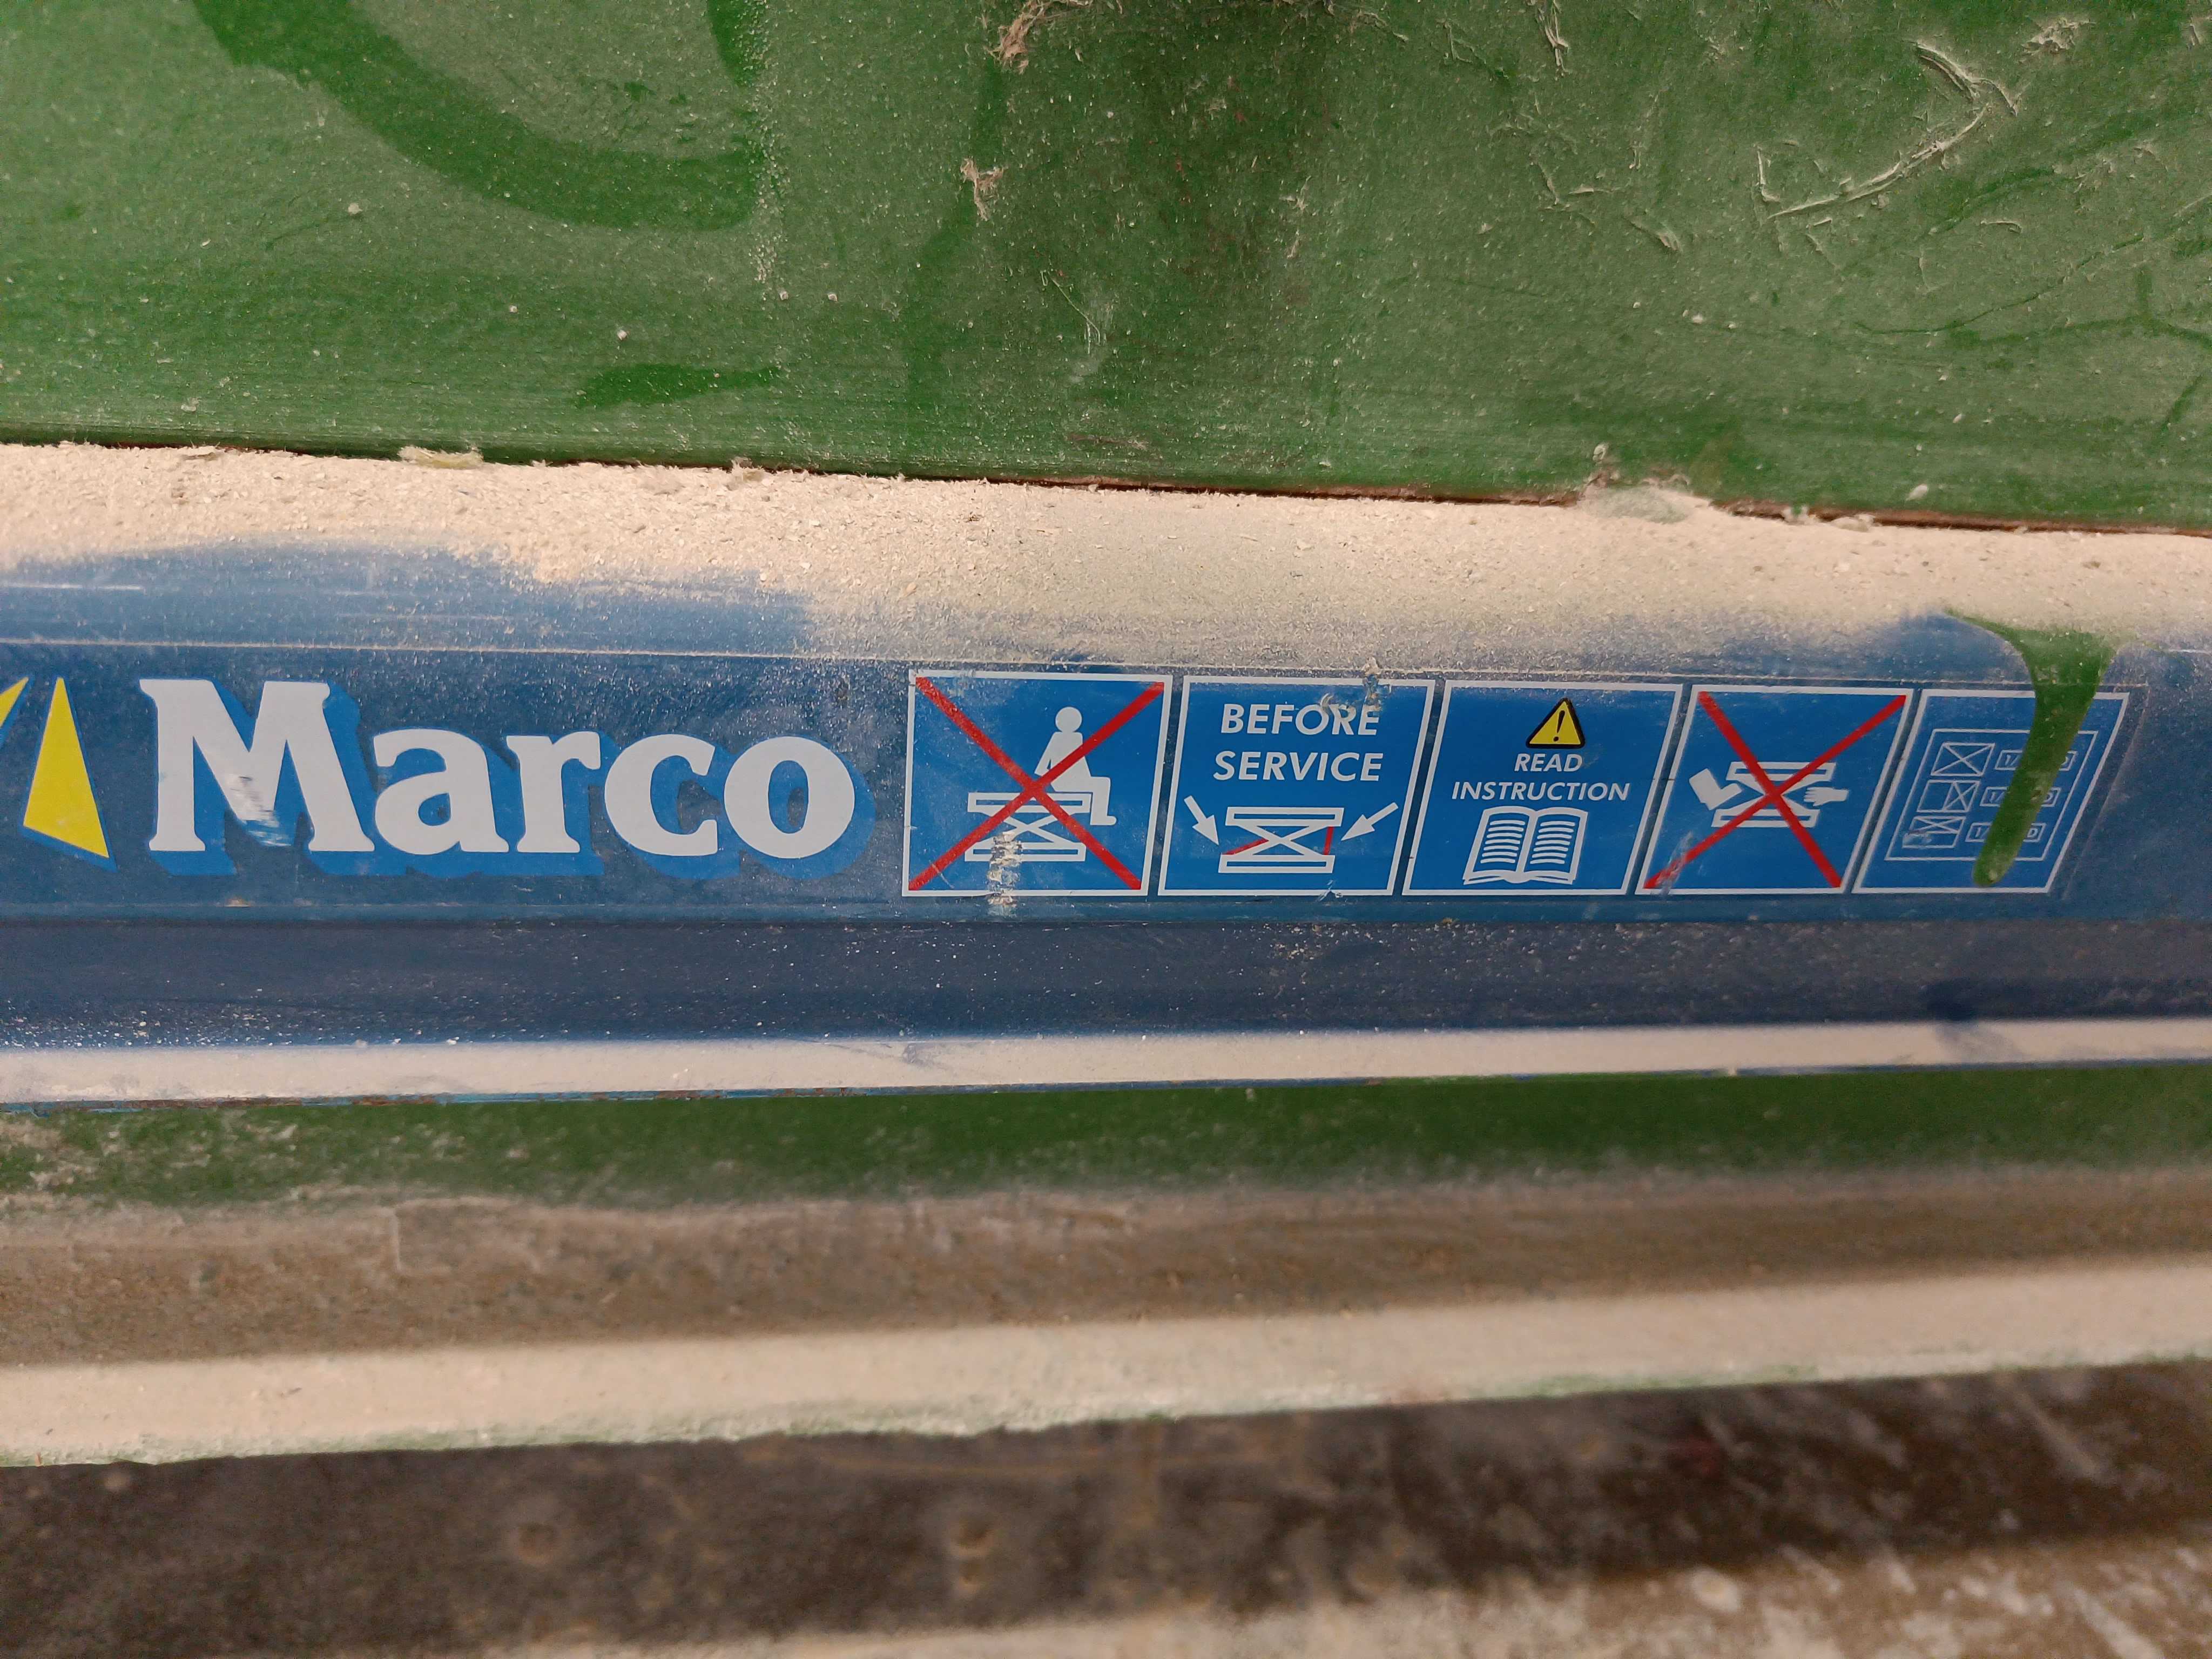 Marco
BEFORE
SERVICE
READ
INSTRUCTION